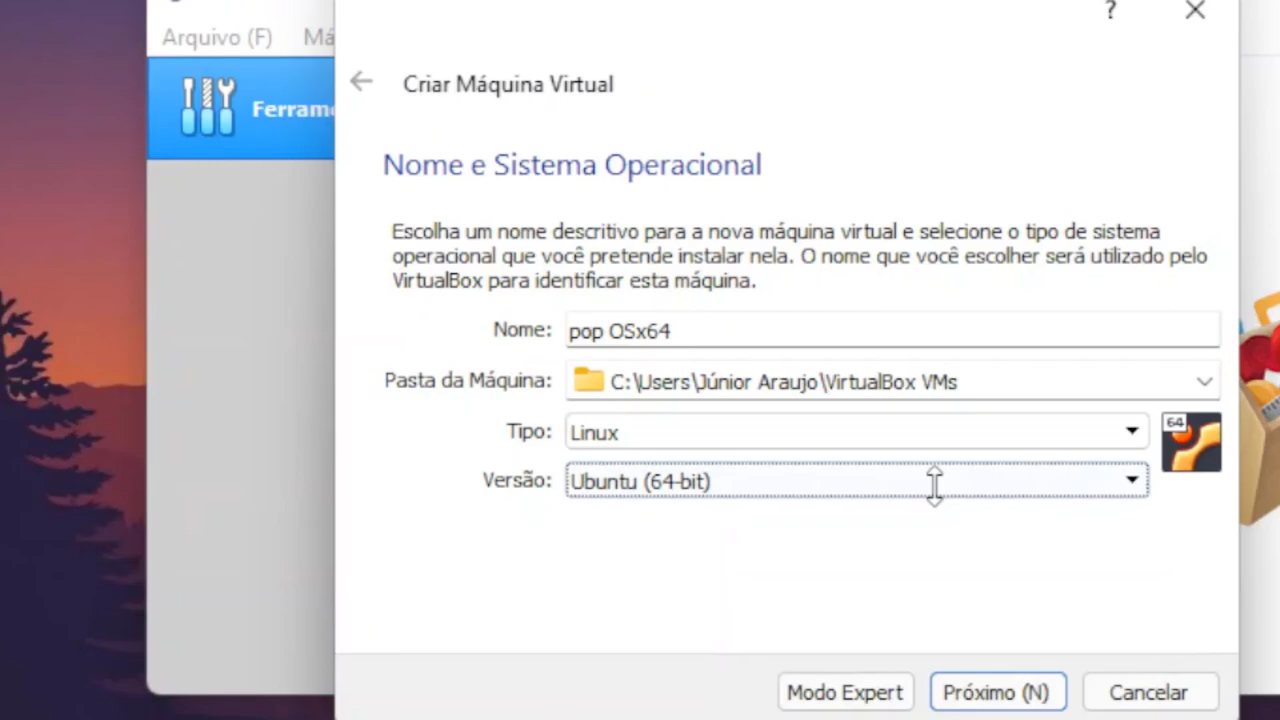 ?
Arquivo (F)
Criar Máquina Virtual
Nome e Sistema Operacional
Escolha um nome descritivo para a nova máquina virtual e selecione o tipo de sistema
operacional que você pretende instalar nela. O nome que você escolher será utilizado pelo
VirtualBox para identificar esta máquina.
Nome: pop OSx64
Pasta da Máquina: C:\Users\Júnior Araujo\VirtualBox VMs
Tipo: Linux
64
Versão: Ubuntu (64-bit)
Modo Expert Próximo (N) Cancelar